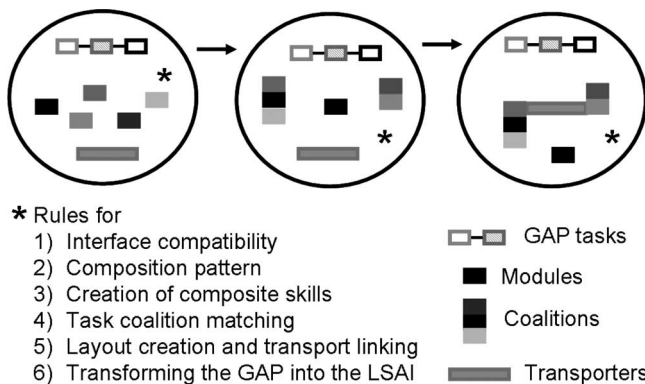 *
*
*
* Rules for
1) Interface compatibility
2) Composition pattern
3) Creation of composite skills
4) Task coalition matching
5) Layout creation and transport linking
6) Transforming the GAP into the LSAI
GAP tasks
Modules
Coalitions
Transporters